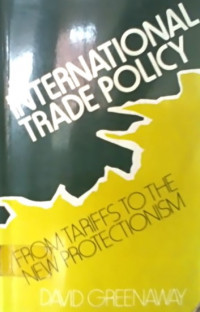 INTERNATIONAL
TRADE POLICY
FROM TARIFFS TO THE
NEW PROTECTIONISM
DAVID GREENAWAY